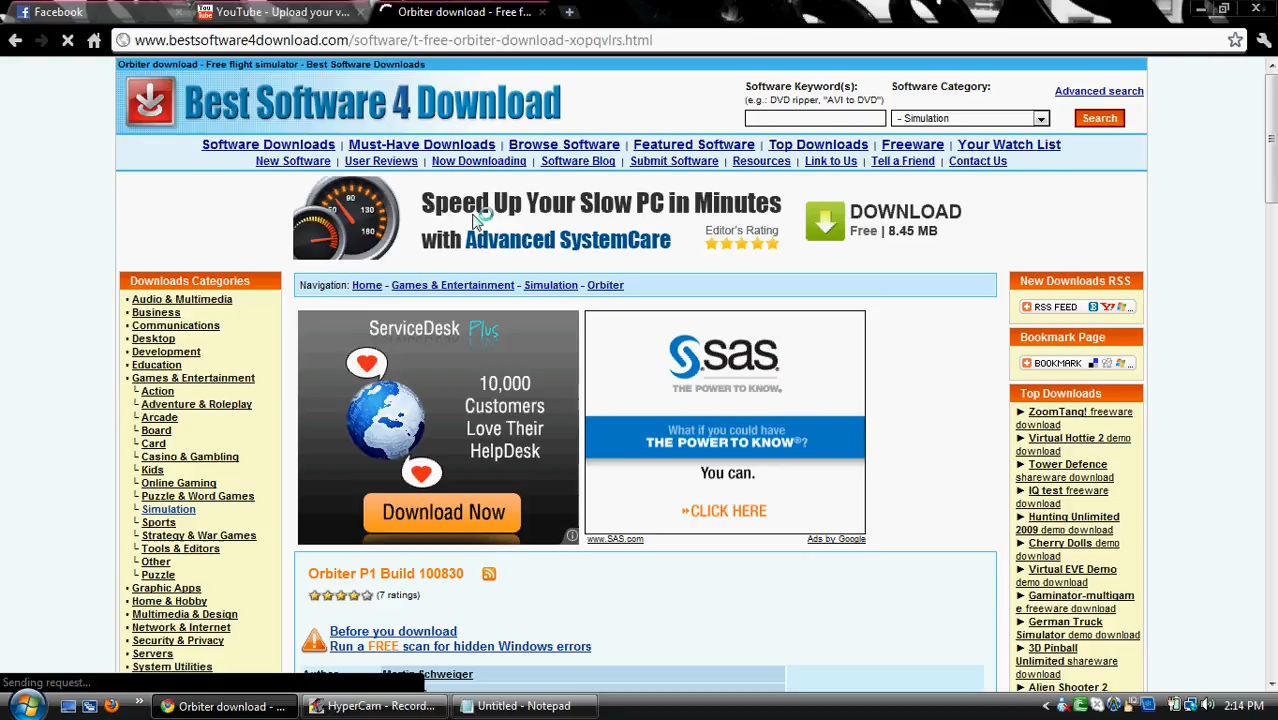 Facebook
YouTube - Upload your v...
Orbiter download - Free f...
www.bestsoftware4download.com/software/t-free-orbiter-download-xopqvlrs.html
Orbiter download - Free flight simulator - Best Software Downloads
Best Software 4 Download
Software Keyword(s):
(e.g.: DVD ripper, "AVI to DVD")
Software Category:
- Simulation
Advanced search
Search
Software Downloads | Must-Have Downloads | Browse Software | Featured Software | Top Downloads | Freeware | Your Watch List
New Software | User Reviews | Now Downloading | Software Blog | Submit Software | Resources | Link to Us | Tell a Friend | Contact Us
90
50
130
180
Speed Up Your Slow PC in Minutes
with Advanced SystemCare
Editor's Rating
DOWNLOAD
Free | 8.45 MB
Downloads Categories
• Audio & Multimedia
• Business
• Communications
• Desktop
• Development
• Education
• Games & Entertainment
Action
Adventure & Roleplay
Arcade
Board
Card
Casino & Gambling
Kids
Online Gaming
Puzzle & Word Games
Simulation
Sports
Strategy & War Games
Tools & Editors
Other
Puzzle
• Graphic Apps
• Home & Hobby
• Multimedia & Design
• Network & Internet
• Security & Privacy
• Servers
• System Utilities
Navigation: Home - Games & Entertainment - Simulation - Orbiter
ServiceDesk Plus
10,000
Customers
Love Their
HelpDesk
Download Now
sas
THE POWER TO KNOW.
What if you could have
THE POWER TO KNOW®?
You can.
»CLICK HERE
www.SAS.com
Ads by Google
Orbiter P1 Build 100830
(7 ratings)
Before you download
Run a FREE scan for hidden Windows errors
Author
Martin Schweiger
New Downloads RSS
RSS FEED
Bookmark Page
BOOKMARK
Top Downloads
► ZoomTang! freeware
download
► Virtual Hottie 2 demo
download
► Tower Defence
shareware download
► IQ test freeware
download
► Hunting Unlimited
2009 demo download
► Cherry Dolls demo
download
► Virtual EVE Demo
demo download
► Gaminator-multigam
e freeware download
► German Truck
Simulator demo download
► 3D Pinball
Unlimited shareware
download
► Alien Shooter 2
Sending request...
Orbiter download - ...
HyperCam - Record...
Untitled - Notepad
2:14 PM